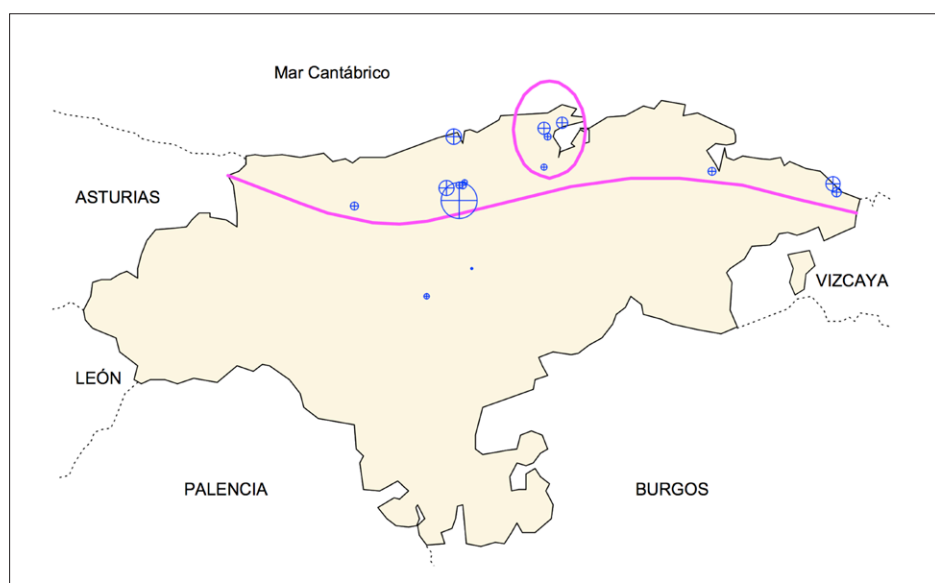 Mar Cantábrico
ASTURIAS
VIZCAYA
LEÓN
PALENCIA
BURGOS